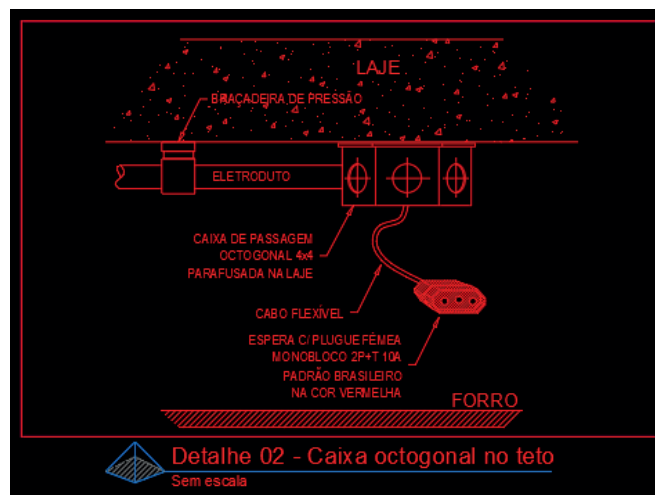 LAJE
BRAÇADEIRA DE PRESSÃO
ELETRODUTO
CAIXA DE PASSAGEM
OCTOGONAL 4x4
PARAFUSADA NA LAJE
CABO FLEXÍVEL
ESPERA C/ PLUGUE FÊMEA
MONOBLOCO 2P+T 10A
PADRÃO BRASILEIRO
NA COR VERMELHA
FORRO
Detalhe 02 - Caixa octogonal no teto
Sem escala